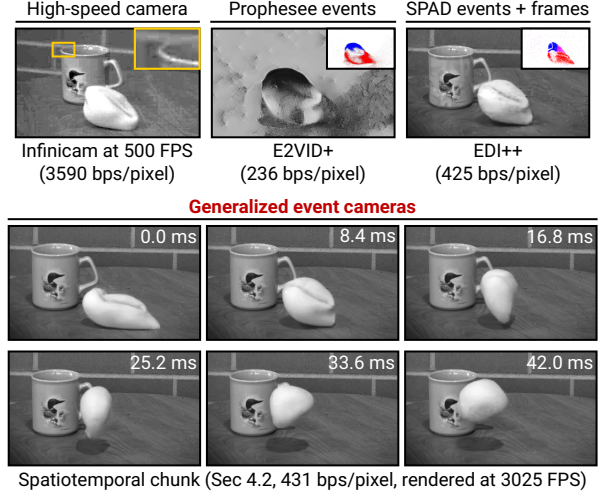 High-speed camera
Prophesee events
SPAD events + frames
Infinicam at 500 FPS
(3590 bps/pixel)
E2VID+
(236 bps/pixel)
EDI++
(425 bps/pixel)
Generalized event cameras
0.0 ms
8.4 ms
16.8 ms
25.2 ms
33.6 ms
42.0 ms
Spatiotemporal chunk (Sec 4.2, 431 bps/pixel, rendered at 3025 FPS)